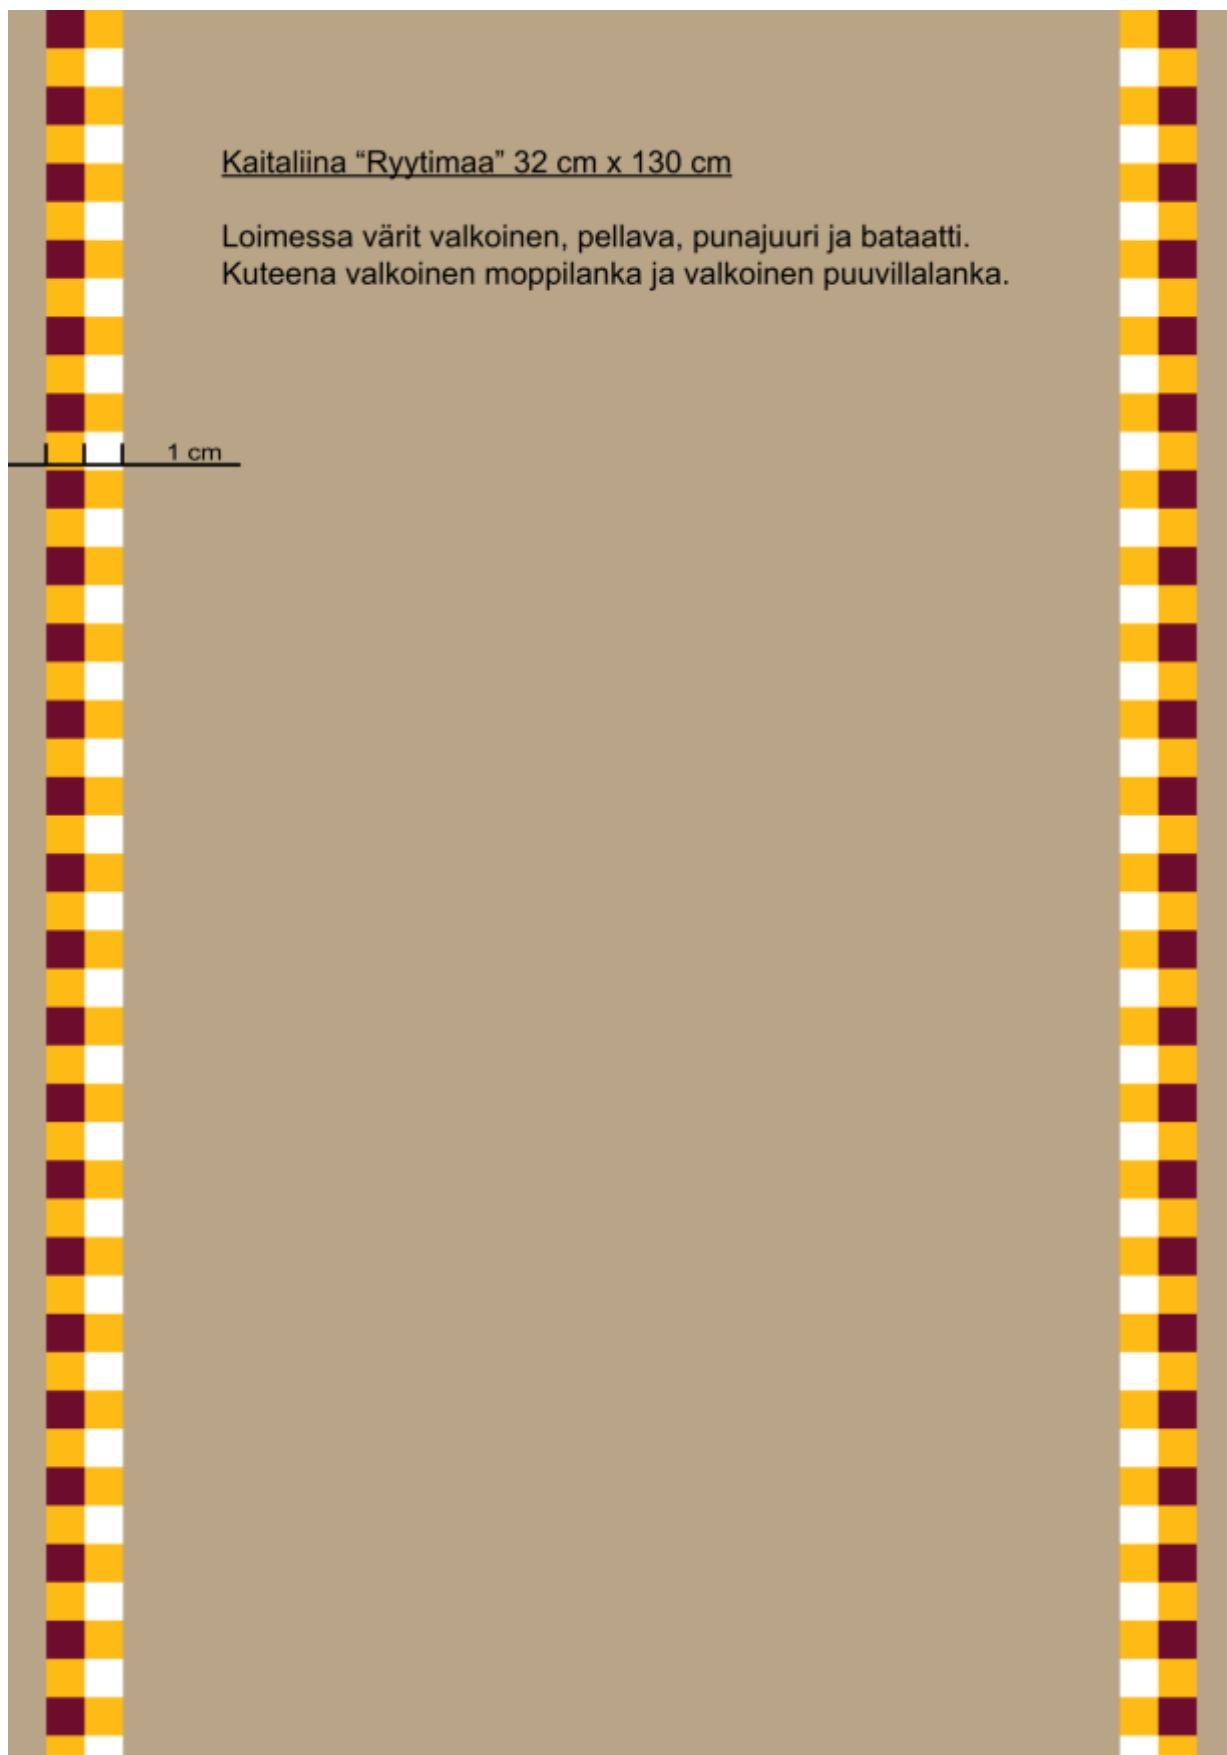 Kaitaliina “Ryytimaa” 32 cm x 130 cm
Loimessa värit valkoinen, pellava, punajuuri ja bataatti.
Kuteena valkoinen moppilanka ja valkoinen puuvillalanka.
1 cm